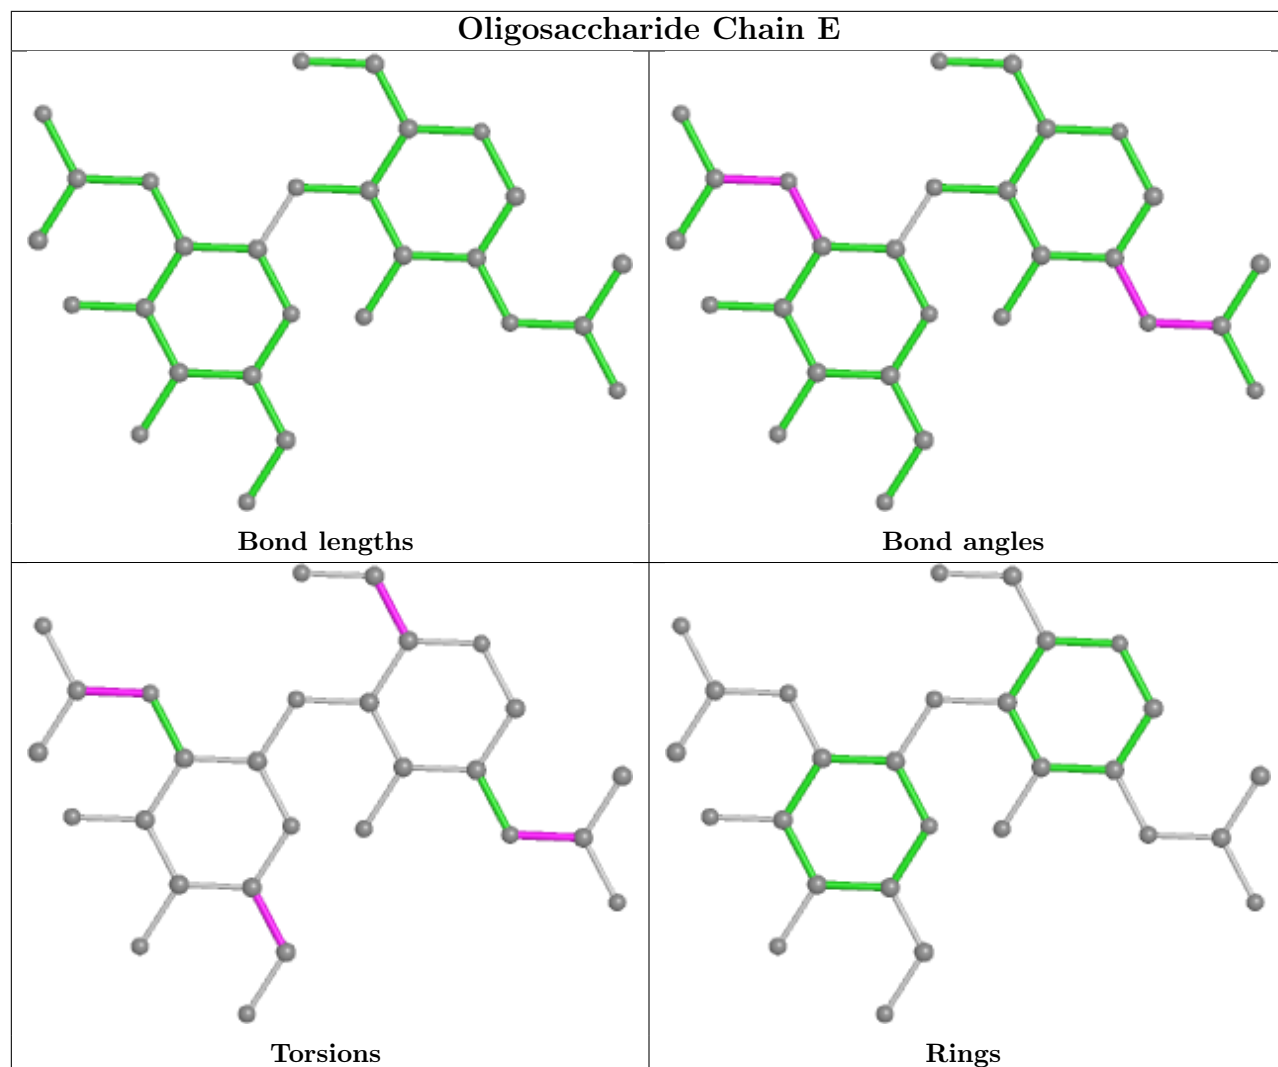 Oligosaccharide Chain E
Bond lengths
Bond angles
Torsions
Rings